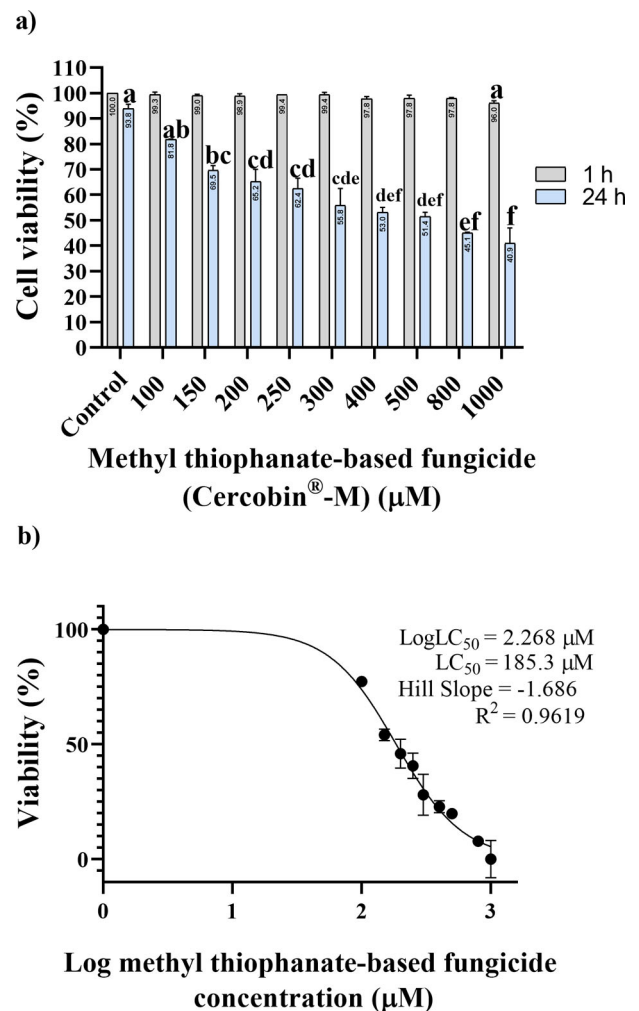 a)
110
100
90
80
70
60
50
40
30
20
10
0
Cell viability (%)
100.0
93.8
a
99.3
81.8
ab
99.0
69.5
bc
98.9
65.2
cd
99.4
62.4
cd
99.4
55.8
cde
97.8
53.0
def
97.8
51.4
def
97.8
45.1
ef
96.0
a
40.9
f
1 h
24 h
Control
100
150
200
250
300
400
500
800
1000
Methyl thiophanate-based fungicide
(Cercobin®-M) (μM)
b)
100
50
0
Viability (%)
LogLC50 = 2.268 μM
LC50 = 185.3 μM
Hill Slope = -1.686
R² = 0.9619
0
1
2
3
Log methyl thiophanate-based fungicide
concentration (μM)